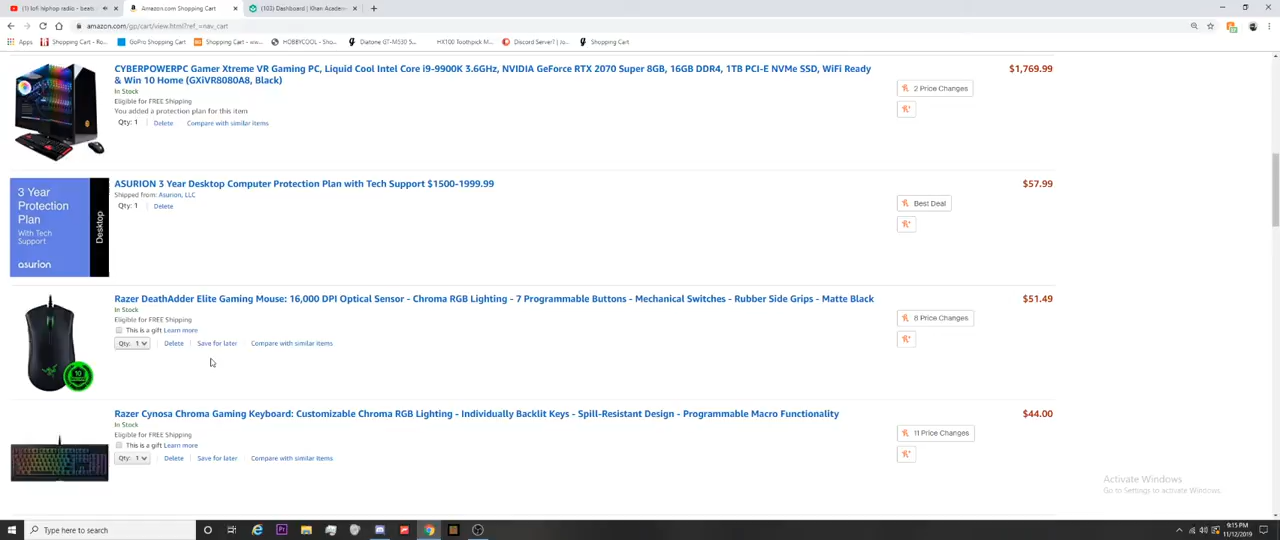 (1) lofi hiphop radio - beats
Amazon.com Shopping Cart
(103) Dashboard | Khan Acade
amazon.com/gp/cart/view.html?ref_=nav_cart
Apps
Shopping Cart - Ro...
GoPro Shopping Cart
Shopping Cart - ww...
HOBBYCOOL - Sho...
Diatone GT-M530 S...
HX100 Toothpick M...
Discord Server? | Jo...
Shopping Cart
CYBERPOWERPC Gamer Xtreme VR Gaming PC, Liquid Cool Intel Core i9-9900K 3.6GHz, NVIDIA GeForce RTX 2070 Super 8GB, 16GB DDR4, 1TB PCI-E NVMe SSD, WiFi Ready
& Win 10 Home (GXiVR8080A8, Black)
$1,769.99
In Stock
Eligible for FREE Shipping
2 Price Changes
You added a protection plan for this item
Qty: 1 Delete Compare with similar items
3 Year
Protection
Plan
With Tech
Support
asurion
Desktop
ASURION 3 Year Desktop Computer Protection Plan with Tech Support $1500-1999.99
$57.99
Shipped from: Asurion, LLC
Qty: 1 Delete
Best Deal
Razer DeathAdder Elite Gaming Mouse: 16,000 DPI Optical Sensor - Chroma RGB Lighting - 7 Programmable Buttons - Mechanical Switches - Rubber Side Grips - Matte Black
$51.49
In Stock
Eligible for FREE Shipping
8 Price Changes
This is a gift Learn more
Qty: 1 Delete Save for later Compare with similar items
Razer Cynosa Chroma Gaming Keyboard: Customizable Chroma RGB Lighting - Individually Backlit Keys - Spill-Resistant Design - Programmable Macro Functionality
$44.00
In Stock
Eligible for FREE Shipping
11 Price Changes
This is a gift Learn more
Qty: 1 Delete Save for later Compare with similar items
Activate Windows
Go to Settings to activate Windows.
Type here to search
9:15 PM
11/12/2019